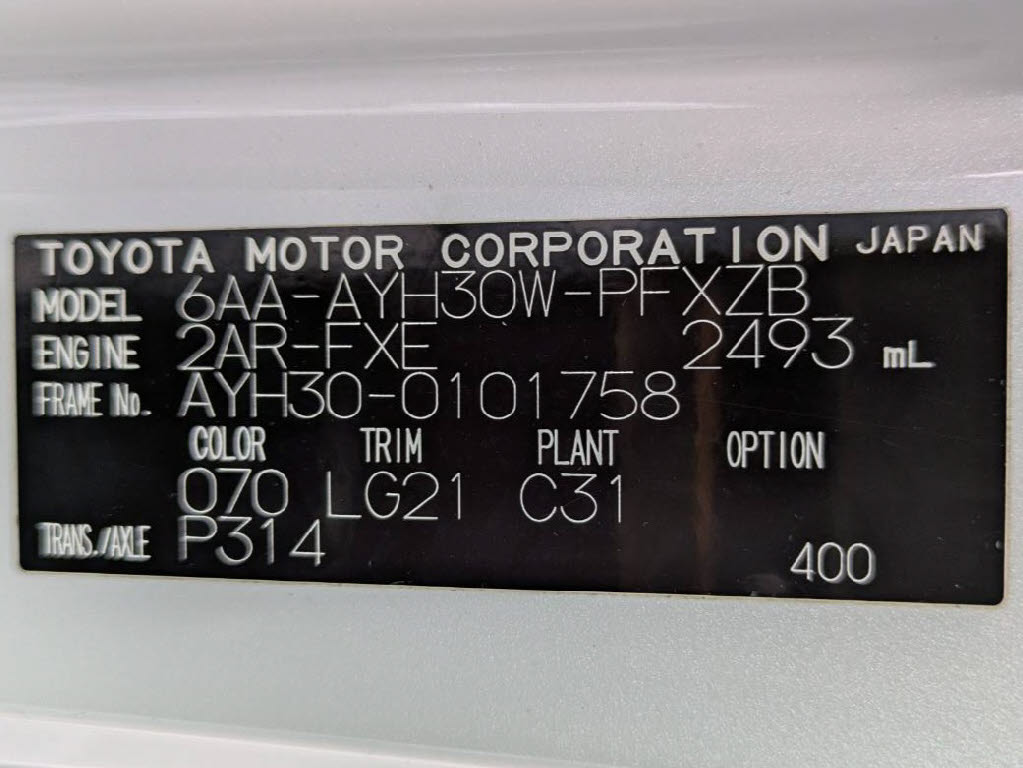 TOYOTA MOTOR CORPORATION JAPAN
MODEL 6AA-AYH30W-PFXZB
ENGINE 2AR-FXE 2493 mL
FRAME No. AYH30-0101758
COLOR TRIM PLANT OPTION
070 LG21 C31
TRANS./AXLE P314 400